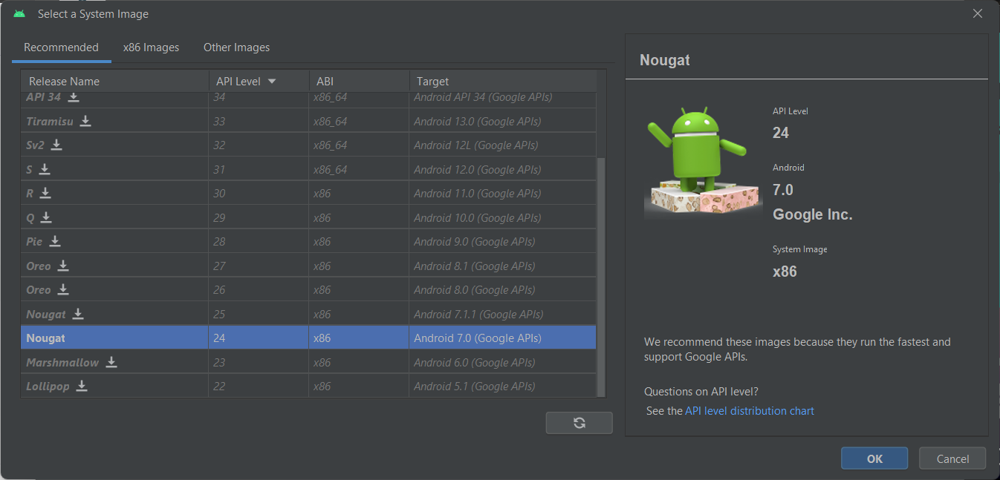 Select a System Image
Recommended x86 Images Other Images
Release Name API Level ABI Target
API 34 34 x86_64 Android API 34 (Google APIs)
Tiramisu 33 x86_64 Android 13.0 (Google APIs)
Sv2 32 x86_64 Android 12L (Google APIs)
S 31 x86_64 Android 12.0 (Google APIs)
R 30 x86 Android 11.0 (Google APIs)
Q 29 x86 Android 10.0 (Google APIs)
Pie 28 x86 Android 9.0 (Google APIs)
Oreo 27 x86 Android 8.1 (Google APIs)
Oreo 26 x86 Android 8.0 (Google APIs)
Nougat 25 x86 Android 7.1.1 (Google APIs)
Nougat 24 x86 Android 7.0 (Google APIs)
Marshmallow 23 x86 Android 6.0 (Google APIs)
Lollipop 22 x86 Android 5.1 (Google APIs)
Nougat
API Level
24
Android
7.0
Google Inc.
System Image
x86
We recommend these images because they run the fastest and
support Google APIs.
Questions on API level?
See the API level distribution chart
OK Cancel